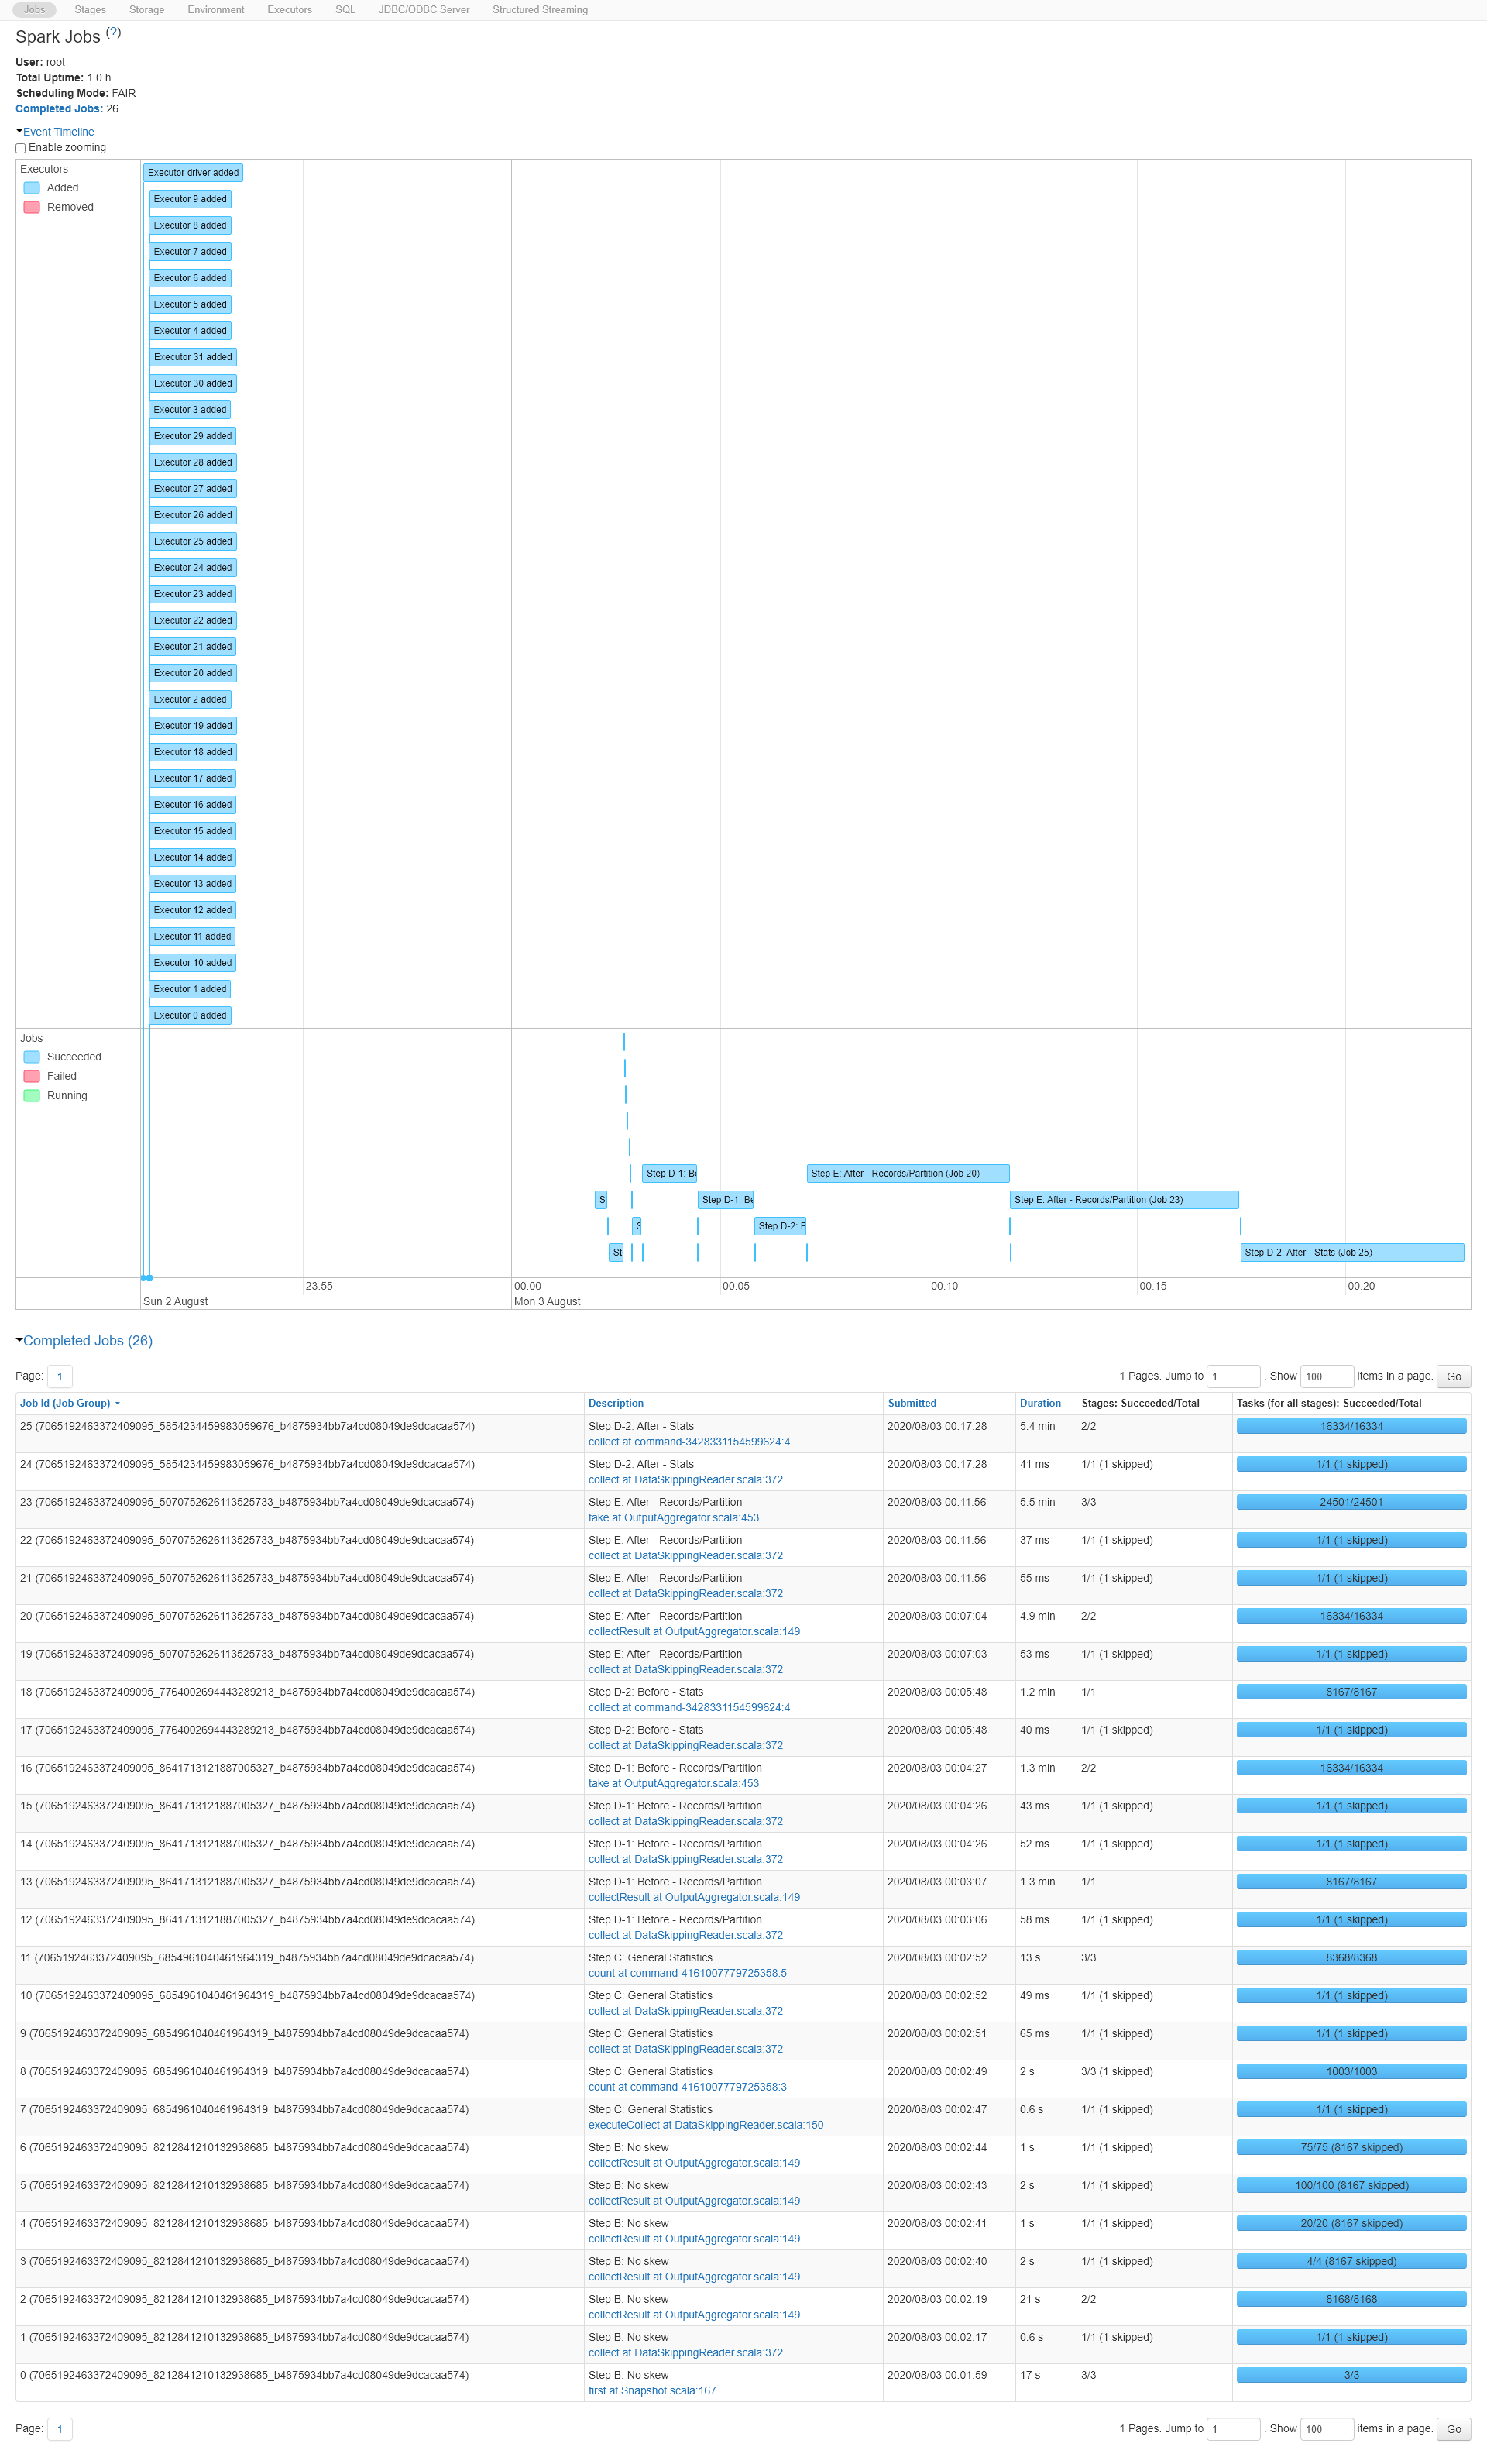 Jobs Stages Storage Environment Executors SQL JDBC/ODBC Server Structured Streaming
Spark Jobs (?)
User: root
Total Uptime: 1.0 h
Scheduling Mode: FAIR
Completed Jobs: 26
Event Timeline
Enable zooming
Executors
Added
Removed
Executor driver added
Executor 9 added
Executor 8 added
Executor 7 added
Executor 6 added
Executor 5 added
Executor 4 added
Executor 31 added
Executor 30 added
Executor 3 added
Executor 29 added
Executor 28 added
Executor 27 added
Executor 26 added
Executor 25 added
Executor 24 added
Executor 23 added
Executor 22 added
Executor 21 added
Executor 20 added
Executor 2 added
Executor 19 added
Executor 18 added
Executor 17 added
Executor 16 added
Executor 15 added
Executor 14 added
Executor 13 added
Executor 12 added
Executor 11 added
Executor 10 added
Executor 1 added
Executor 0 added
Jobs
Succeeded
Failed
Running
Step D-1: Be Step E: After - Records/Partition (Job 20)
S Step D-1: Be Step E: After - Records/Partition (Job 23)
S Step D-2: B
St Step D-2: After - Stats (Job 25)
23:55 00:00 00:05 00:10 00:15 00:20
Sun 2 August Mon 3 August
Completed Jobs (26)
Page: 1 1 Pages. Jump to 1 . Show 100 items in a page. Go
Job Id (Job Group) Description Submitted Duration Stages: Succeeded/Total Tasks (for all stages): Succeeded/Total
25 (7065192463372409095_5854234459983059676_b4875934bb7a4cd08049de9dcacaa574) Step D-2: After - Stats 2020/08/03 00:17:28 5.4 min 2/2 16334/16334
collect at command-3428331154599624:4
24 (7065192463372409095_5854234459983059676_b4875934bb7a4cd08049de9dcacaa574) Step D-2: After - Stats 2020/08/03 00:17:28 41 ms 1/1 (1 skipped) 1/1 (1 skipped)
collect at DataSkippingReader.scala:372
23 (7065192463372409095_5070752626113525733_b4875934bb7a4cd08049de9dcacaa574) Step E: After - Records/Partition 2020/08/03 00:11:56 5.5 min 3/3 24501/24501
take at OutputAggregator.scala:453
22 (7065192463372409095_5070752626113525733_b4875934bb7a4cd08049de9dcacaa574) Step E: After - Records/Partition 2020/08/03 00:11:56 37 ms 1/1 (1 skipped) 1/1 (1 skipped)
collect at DataSkippingReader.scala:372
21 (7065192463372409095_5070752626113525733_b4875934bb7a4cd08049de9dcacaa574) Step E: After - Records/Partition 2020/08/03 00:11:56 55 ms 1/1 (1 skipped) 1/1 (1 skipped)
collect at DataSkippingReader.scala:372
20 (7065192463372409095_5070752626113525733_b4875934bb7a4cd08049de9dcacaa574) Step E: After - Records/Partition 2020/08/03 00:07:04 4.9 min 2/2 16334/16334
collectResult at OutputAggregator.scala:149
19 (7065192463372409095_5070752626113525733_b4875934bb7a4cd08049de9dcacaa574) Step E: After - Records/Partition 2020/08/03 00:07:03 53 ms 1/1 (1 skipped) 1/1 (1 skipped)
collect at DataSkippingReader.scala:372
18 (7065192463372409095_7764002694443289213_b4875934bb7a4cd08049de9dcacaa574) Step D-2: Before - Stats 2020/08/03 00:05:48 1.2 min 1/1 8167/8167
collect at command-3428331154599624:4
17 (7065192463372409095_7764002694443289213_b4875934bb7a4cd08049de9dcacaa574) Step D-2: Before - Stats 2020/08/03 00:05:48 40 ms 1/1 (1 skipped) 1/1 (1 skipped)
collect at DataSkippingReader.scala:372
16 (7065192463372409095_8641713121887005327_b4875934bb7a4cd08049de9dcacaa574) Step D-1: Before - Records/Partition 2020/08/03 00:04:27 1.3 min 2/2 16334/16334
take at OutputAggregator.scala:453
15 (7065192463372409095_8641713121887005327_b4875934bb7a4cd08049de9dcacaa574) Step D-1: Before - Records/Partition 2020/08/03 00:04:26 43 ms 1/1 (1 skipped) 1/1 (1 skipped)
collect at DataSkippingReader.scala:372
14 (7065192463372409095_8641713121887005327_b4875934bb7a4cd08049de9dcacaa574) Step D-1: Before - Records/Partition 2020/08/03 00:04:26 52 ms 1/1 (1 skipped) 1/1 (1 skipped)
collect at DataSkippingReader.scala:372
13 (7065192463372409095_8641713121887005327_b4875934bb7a4cd08049de9dcacaa574) Step D-1: Before - Records/Partition 2020/08/03 00:03:07 1.3 min 1/1 8167/8167
collectResult at OutputAggregator.scala:149
12 (7065192463372409095_8641713121887005327_b4875934bb7a4cd08049de9dcacaa574) Step D-1: Before - Records/Partition 2020/08/03 00:03:06 58 ms 1/1 (1 skipped) 1/1 (1 skipped)
collect at DataSkippingReader.scala:372
11 (7065192463372409095_6854961040461964319_b4875934bb7a4cd08049de9dcacaa574) Step C: General Statistics 2020/08/03 00:02:52 13 s 3/3 8368/8368
count at command-4161007779725358:5
10 (7065192463372409095_6854961040461964319_b4875934bb7a4cd08049de9dcacaa574) Step C: General Statistics 2020/08/03 00:02:52 49 ms 1/1 (1 skipped) 1/1 (1 skipped)
collect at DataSkippingReader.scala:372
9 (7065192463372409095_6854961040461964319_b4875934bb7a4cd08049de9dcacaa574) Step C: General Statistics 2020/08/03 00:02:51 65 ms 1/1 (1 skipped) 1/1 (1 skipped)
collect at DataSkippingReader.scala:372
8 (7065192463372409095_6854961040461964319_b4875934bb7a4cd08049de9dcacaa574) Step C: General Statistics 2020/08/03 00:02:49 2 s 3/3 (1 skipped) 1003/1003
count at command-4161007779725358:3
7 (7065192463372409095_6854961040461964319_b4875934bb7a4cd08049de9dcacaa574) Step C: General Statistics 2020/08/03 00:02:47 0.6 s 1/1 (1 skipped) 1/1 (1 skipped)
executeCollect at DataSkippingReader.scala:150
6 (7065192463372409095_8212841210132938685_b4875934bb7a4cd08049de9dcacaa574) Step B: No skew 2020/08/03 00:02:44 1 s 1/1 (1 skipped) 75/75 (8167 skipped)
collectResult at OutputAggregator.scala:149
5 (7065192463372409095_8212841210132938685_b4875934bb7a4cd08049de9dcacaa574) Step B: No skew 2020/08/03 00:02:43 2 s 1/1 (1 skipped) 100/100 (8167 skipped)
collectResult at OutputAggregator.scala:149
4 (7065192463372409095_8212841210132938685_b4875934bb7a4cd08049de9dcacaa574) Step B: No skew 2020/08/03 00:02:41 1 s 1/1 (1 skipped) 20/20 (8167 skipped)
collectResult at OutputAggregator.scala:149
3 (7065192463372409095_8212841210132938685_b4875934bb7a4cd08049de9dcacaa574) Step B: No skew 2020/08/03 00:02:40 2 s 1/1 (1 skipped) 4/4 (8167 skipped)
collectResult at OutputAggregator.scala:149
2 (7065192463372409095_8212841210132938685_b4875934bb7a4cd08049de9dcacaa574) Step B: No skew 2020/08/03 00:02:19 21 s 2/2 8168/8168
collectResult at OutputAggregator.scala:149
1 (7065192463372409095_8212841210132938685_b4875934bb7a4cd08049de9dcacaa574) Step B: No skew 2020/08/03 00:02:17 0.6 s 1/1 (1 skipped) 1/1 (1 skipped)
collect at DataSkippingReader.scala:372
0 (7065192463372409095_8212841210132938685_b4875934bb7a4cd08049de9dcacaa574) Step B: No skew 2020/08/03 00:01:59 17 s 3/3 3/3
first at Snapshot.scala:167
Page: 1 1 Pages. Jump to 1 . Show 100 items in a page. Go